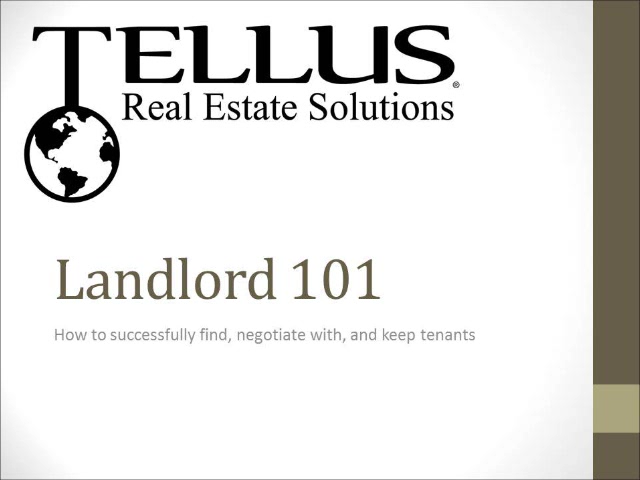 TELLUS®
Real Estate Solutions
Landlord 101
How to successfully find, negotiate with, and keep tenants